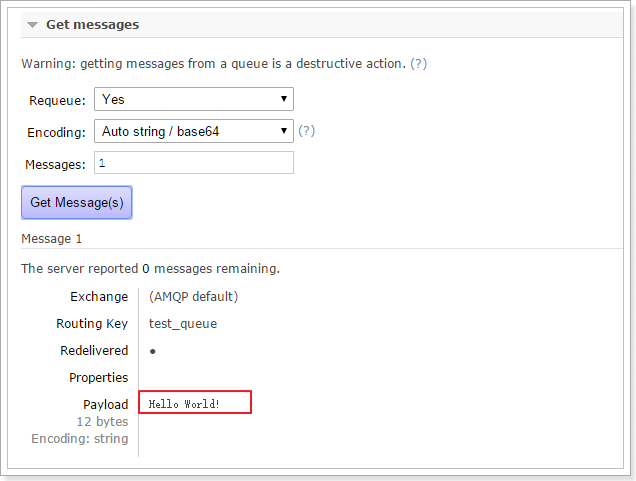 Get messages
Warning: getting messages from a queue is a destructive action. (?)
Requeue: Yes
Encoding: Auto string / base64 (?)
Messages: 1
Get Message(s)
Message 1
The server reported 0 messages remaining.
Exchange (AMQP default)
Routing Key test_queue
Redelivered ●
Properties
Payload Hello World!
12 bytes
Encoding: string